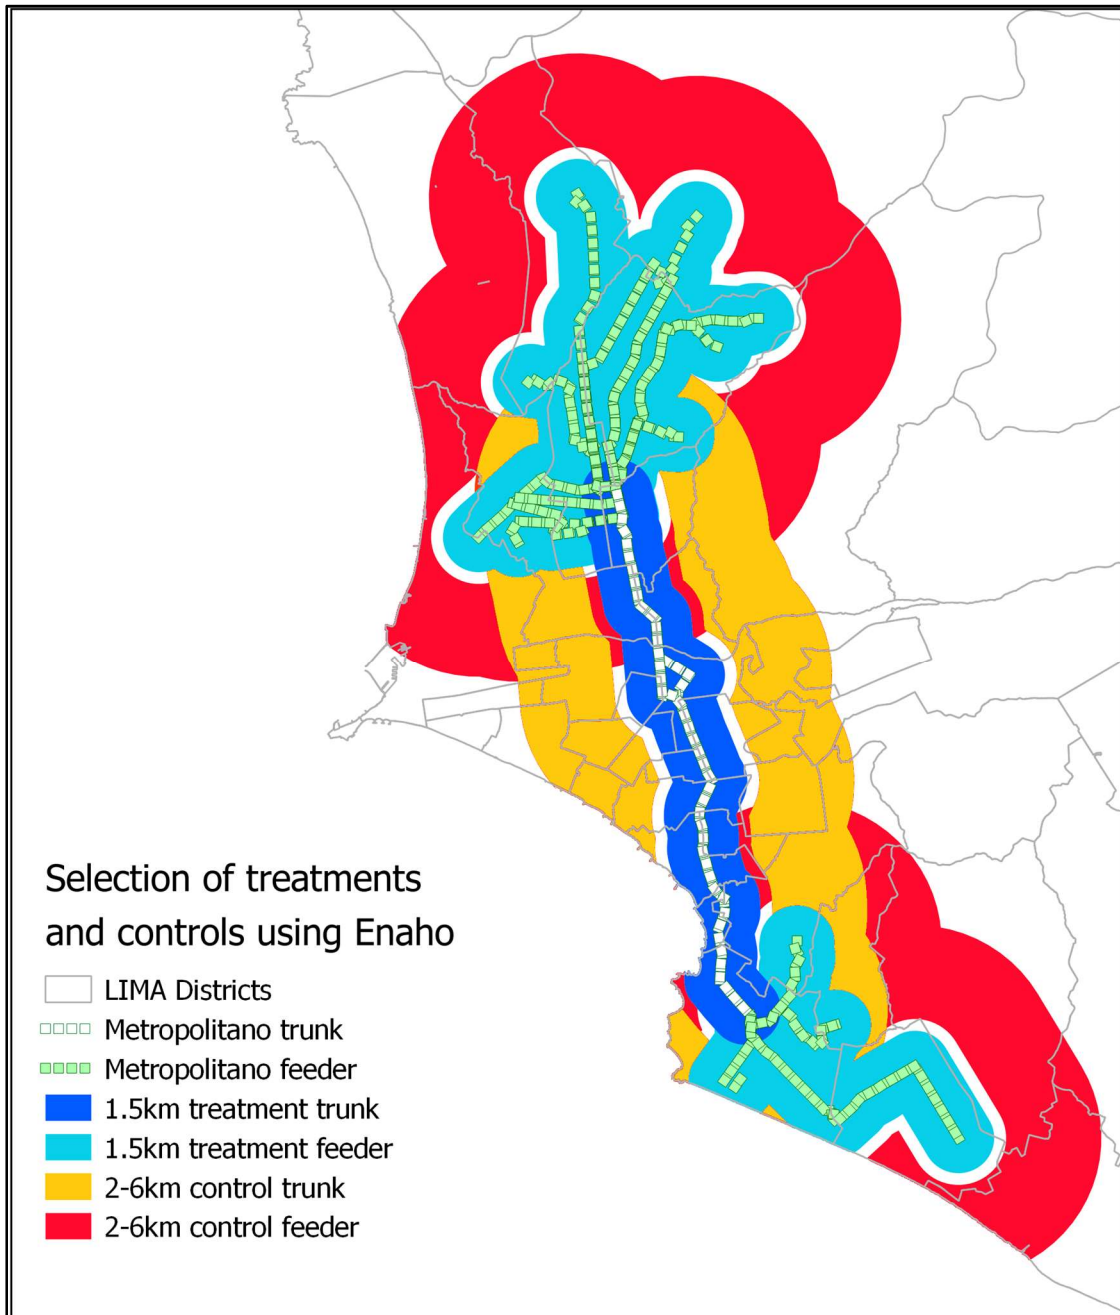 Selection of treatments
and controls using Enaho
LIMA Districts
Metropolitano trunk
Metropolitano feeder
1.5km treatment trunk
1.5km treatment feeder
2-6km control trunk
2-6km control feeder